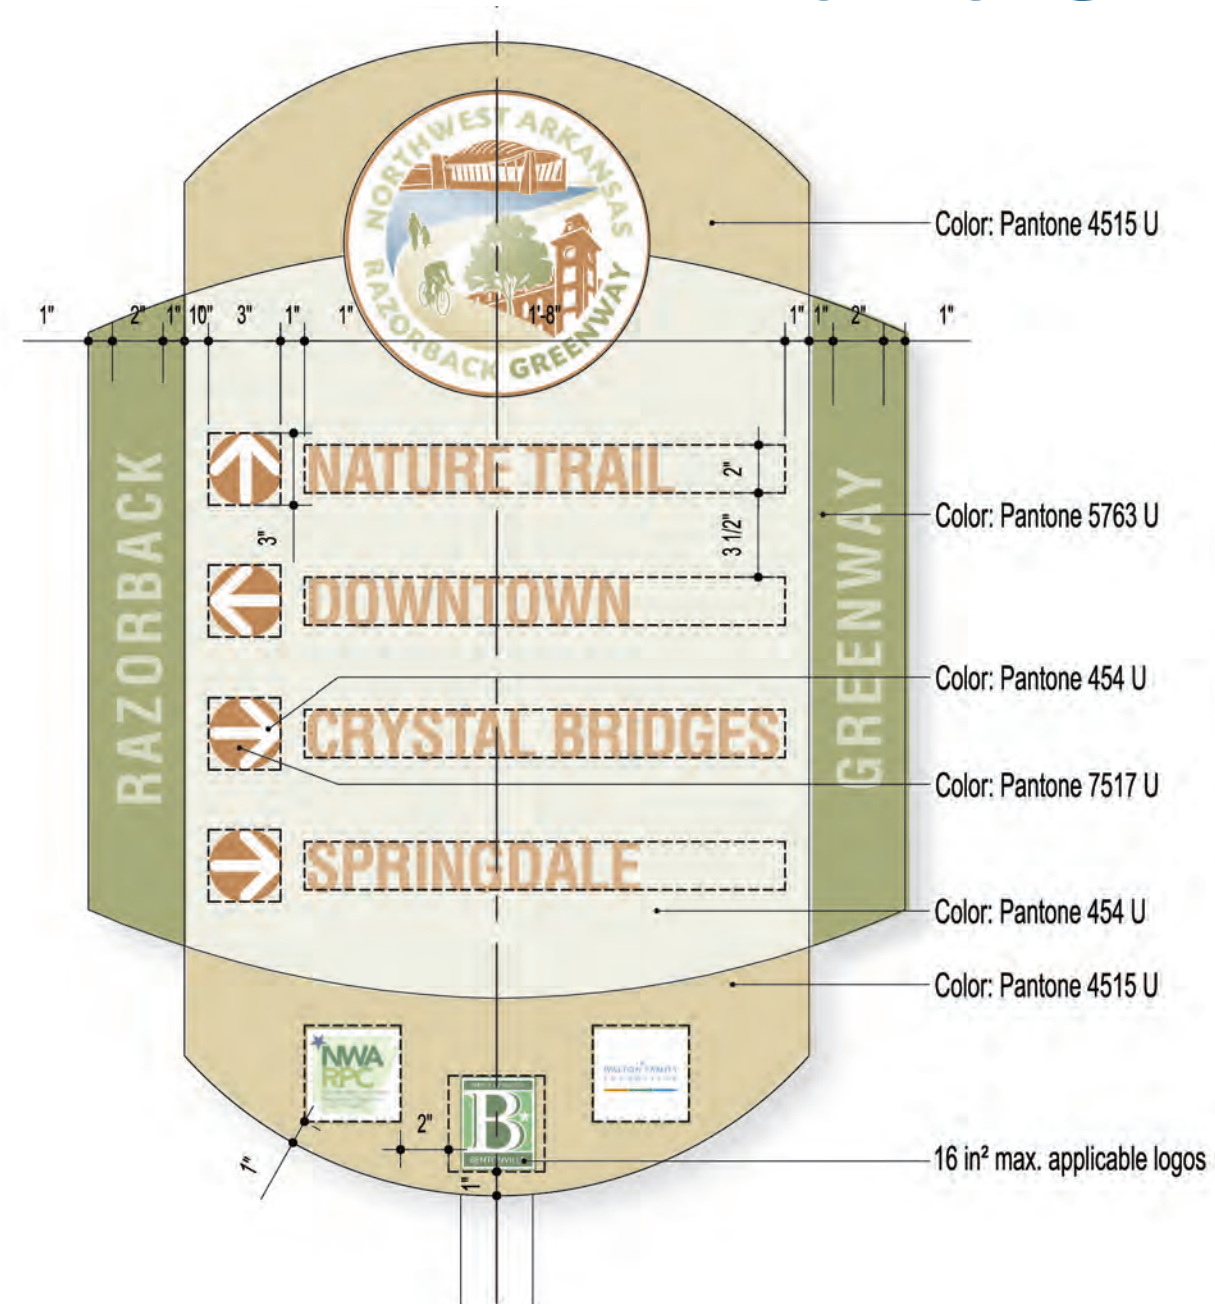 NORTHWEST ARKANSAS
RAZORBACK GREENWAY
Color: Pantone 4515 U
1" 2" 1" 10" 3" 1" 1" 1'-8" 1" 1" 2" 1"
NATURE TRAIL
2"
3"
3 1/2"
RAZORBACK
GREENWAY
Color: Pantone 5763 U
DOWNTOWN
Color: Pantone 454 U
CRYSTAL BRIDGES
Color: Pantone 7517 U
SPRINGDALE
Color: Pantone 454 U
Color: Pantone 4515 U
NWA
RPC
WALTON FAMILY
FOUNDATION
2"
B
BENTONVILLE
1"
1"
16 in² max. applicable logos